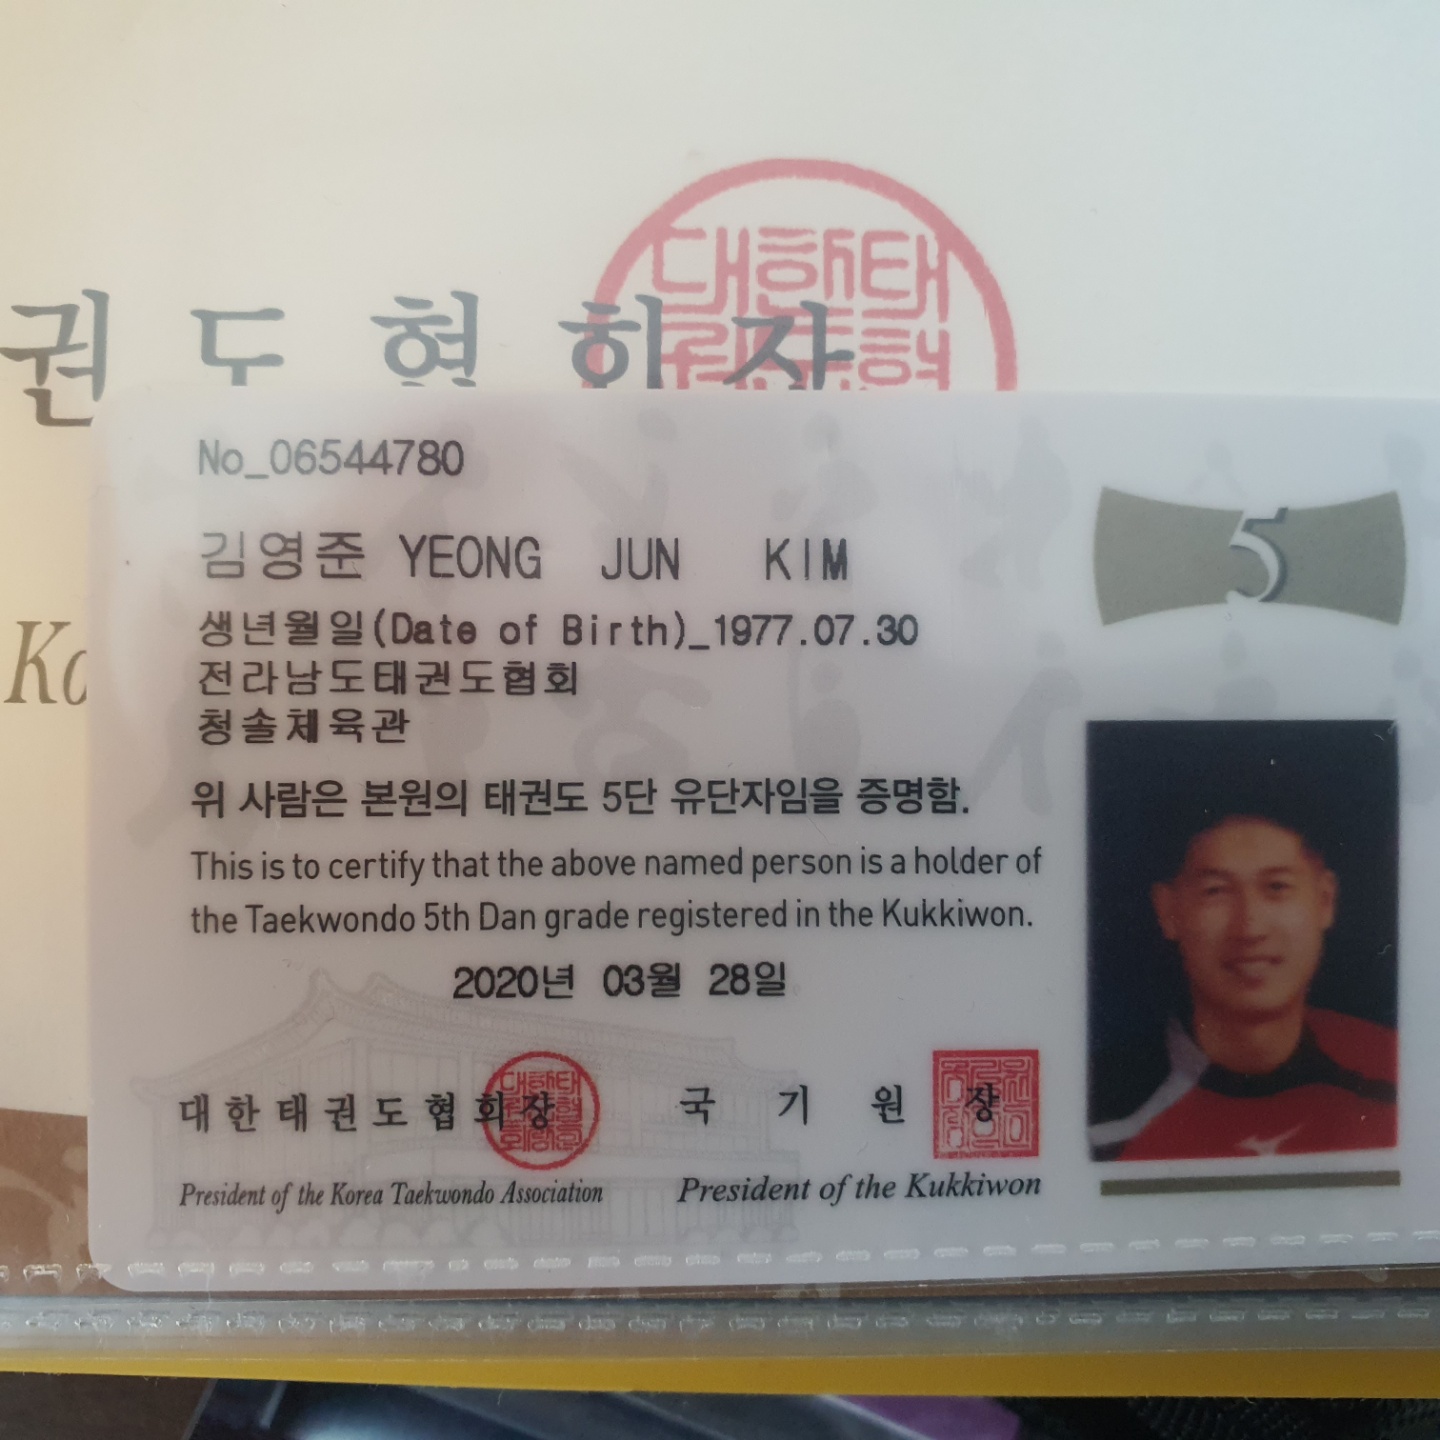 대한태
권도협회장
Ko
No_06544780
5
김영준 YEONG JUN KIM
생년월일(Date of Birth)_1977.07.30
전라남도태권도협회
청솔체육관
위 사람은 본원의 태권도 5단 유단자임을 증명함.
This is to certify that the above named person is a holder of
the Taekwondo 5th Dan grade registered in the Kukkiwon.
2020년 03월 28일
대한태권도협회장 국기원장
President of the Korea Taekwondo Association President of the Kukkiwon